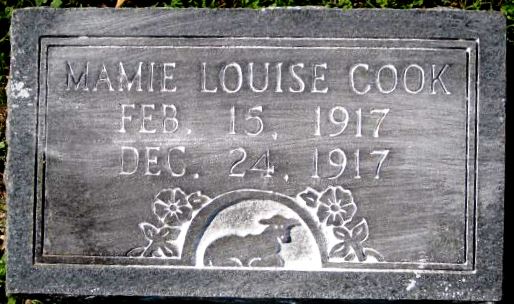 MAMIE LOUISE COOK
FEB. 15, 1917
DEC. 24, 1917